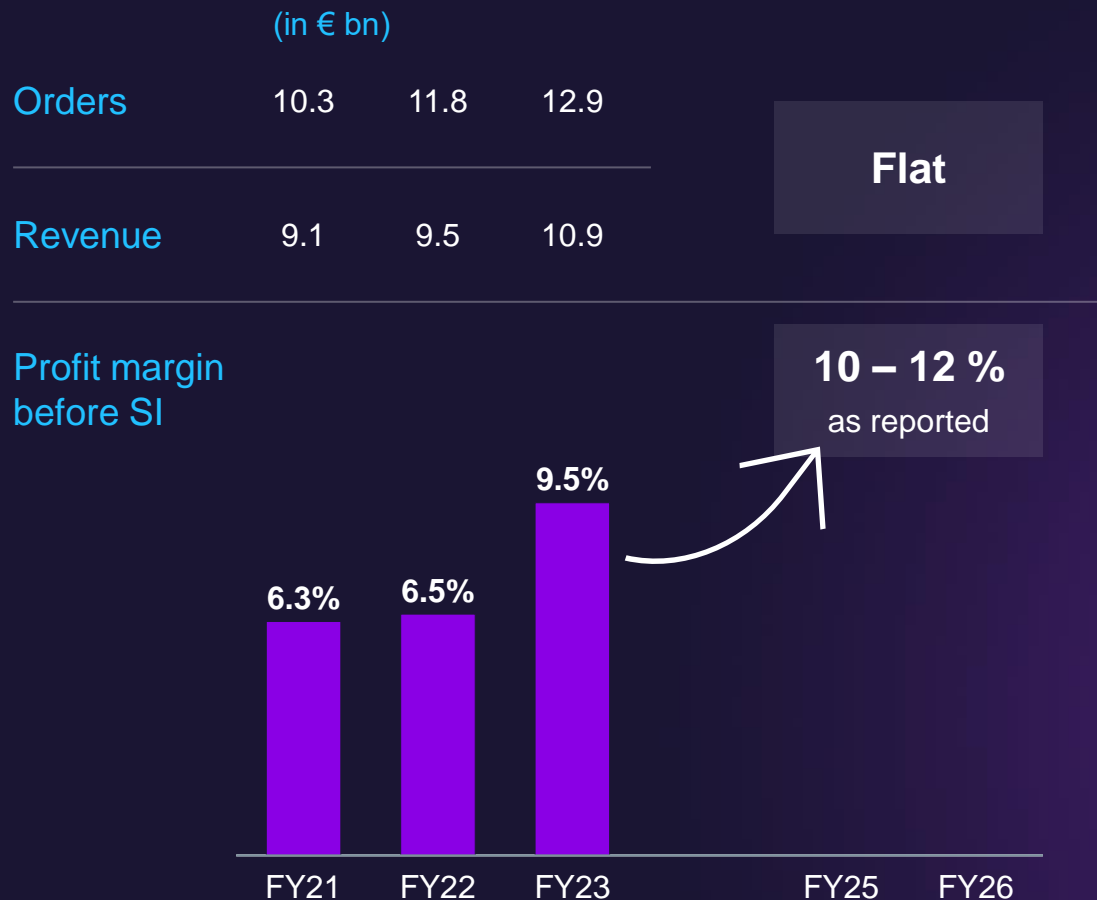 (in € bn)
Orders 10.3 11.8 12.9
Flat
Revenue 9.1 9.5 10.9
Profit margin
before SI
10 – 12 %
as reported
9.5%
6.3% 6.5%
FY21 FY22 FY23 FY25 FY26